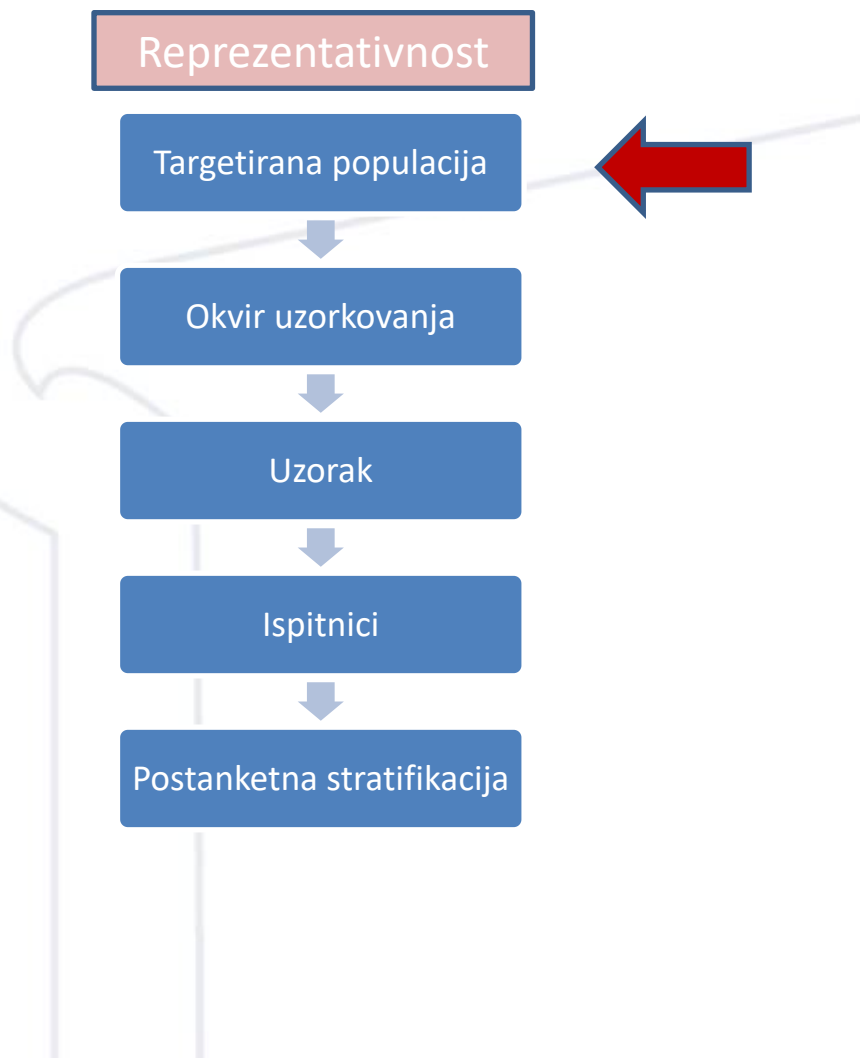 Reprezentativnost
Targetirana populacija
Okvir uzorkovanja
Uzorak
Ispitnici
Postanketna stratifikacija